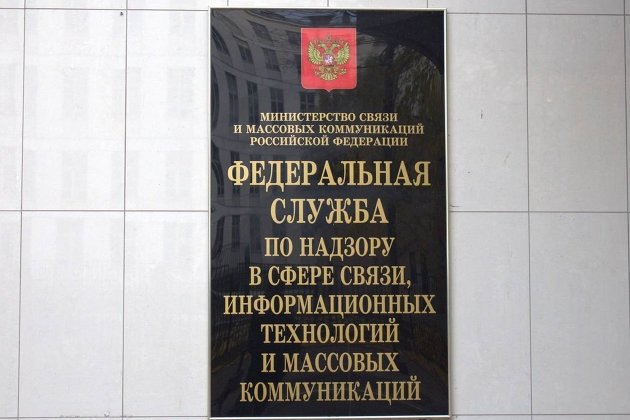 МИНИСТЕРСТВО СВЯЗИ
И МАССОВЫХ КОММУНИКАЦИЙ
РОССИЙСКОЙ ФЕДЕРАЦИИ
ФЕДЕРАЛЬНАЯ
СЛУЖБА
ПО НАДЗОРУ
В СФЕРЕ СВЯЗИ,
ИНФОРМАЦИОННЫХ
ТЕХНОЛОГИЙ
И МАССОВЫХ
КОММУНИКАЦИЙ